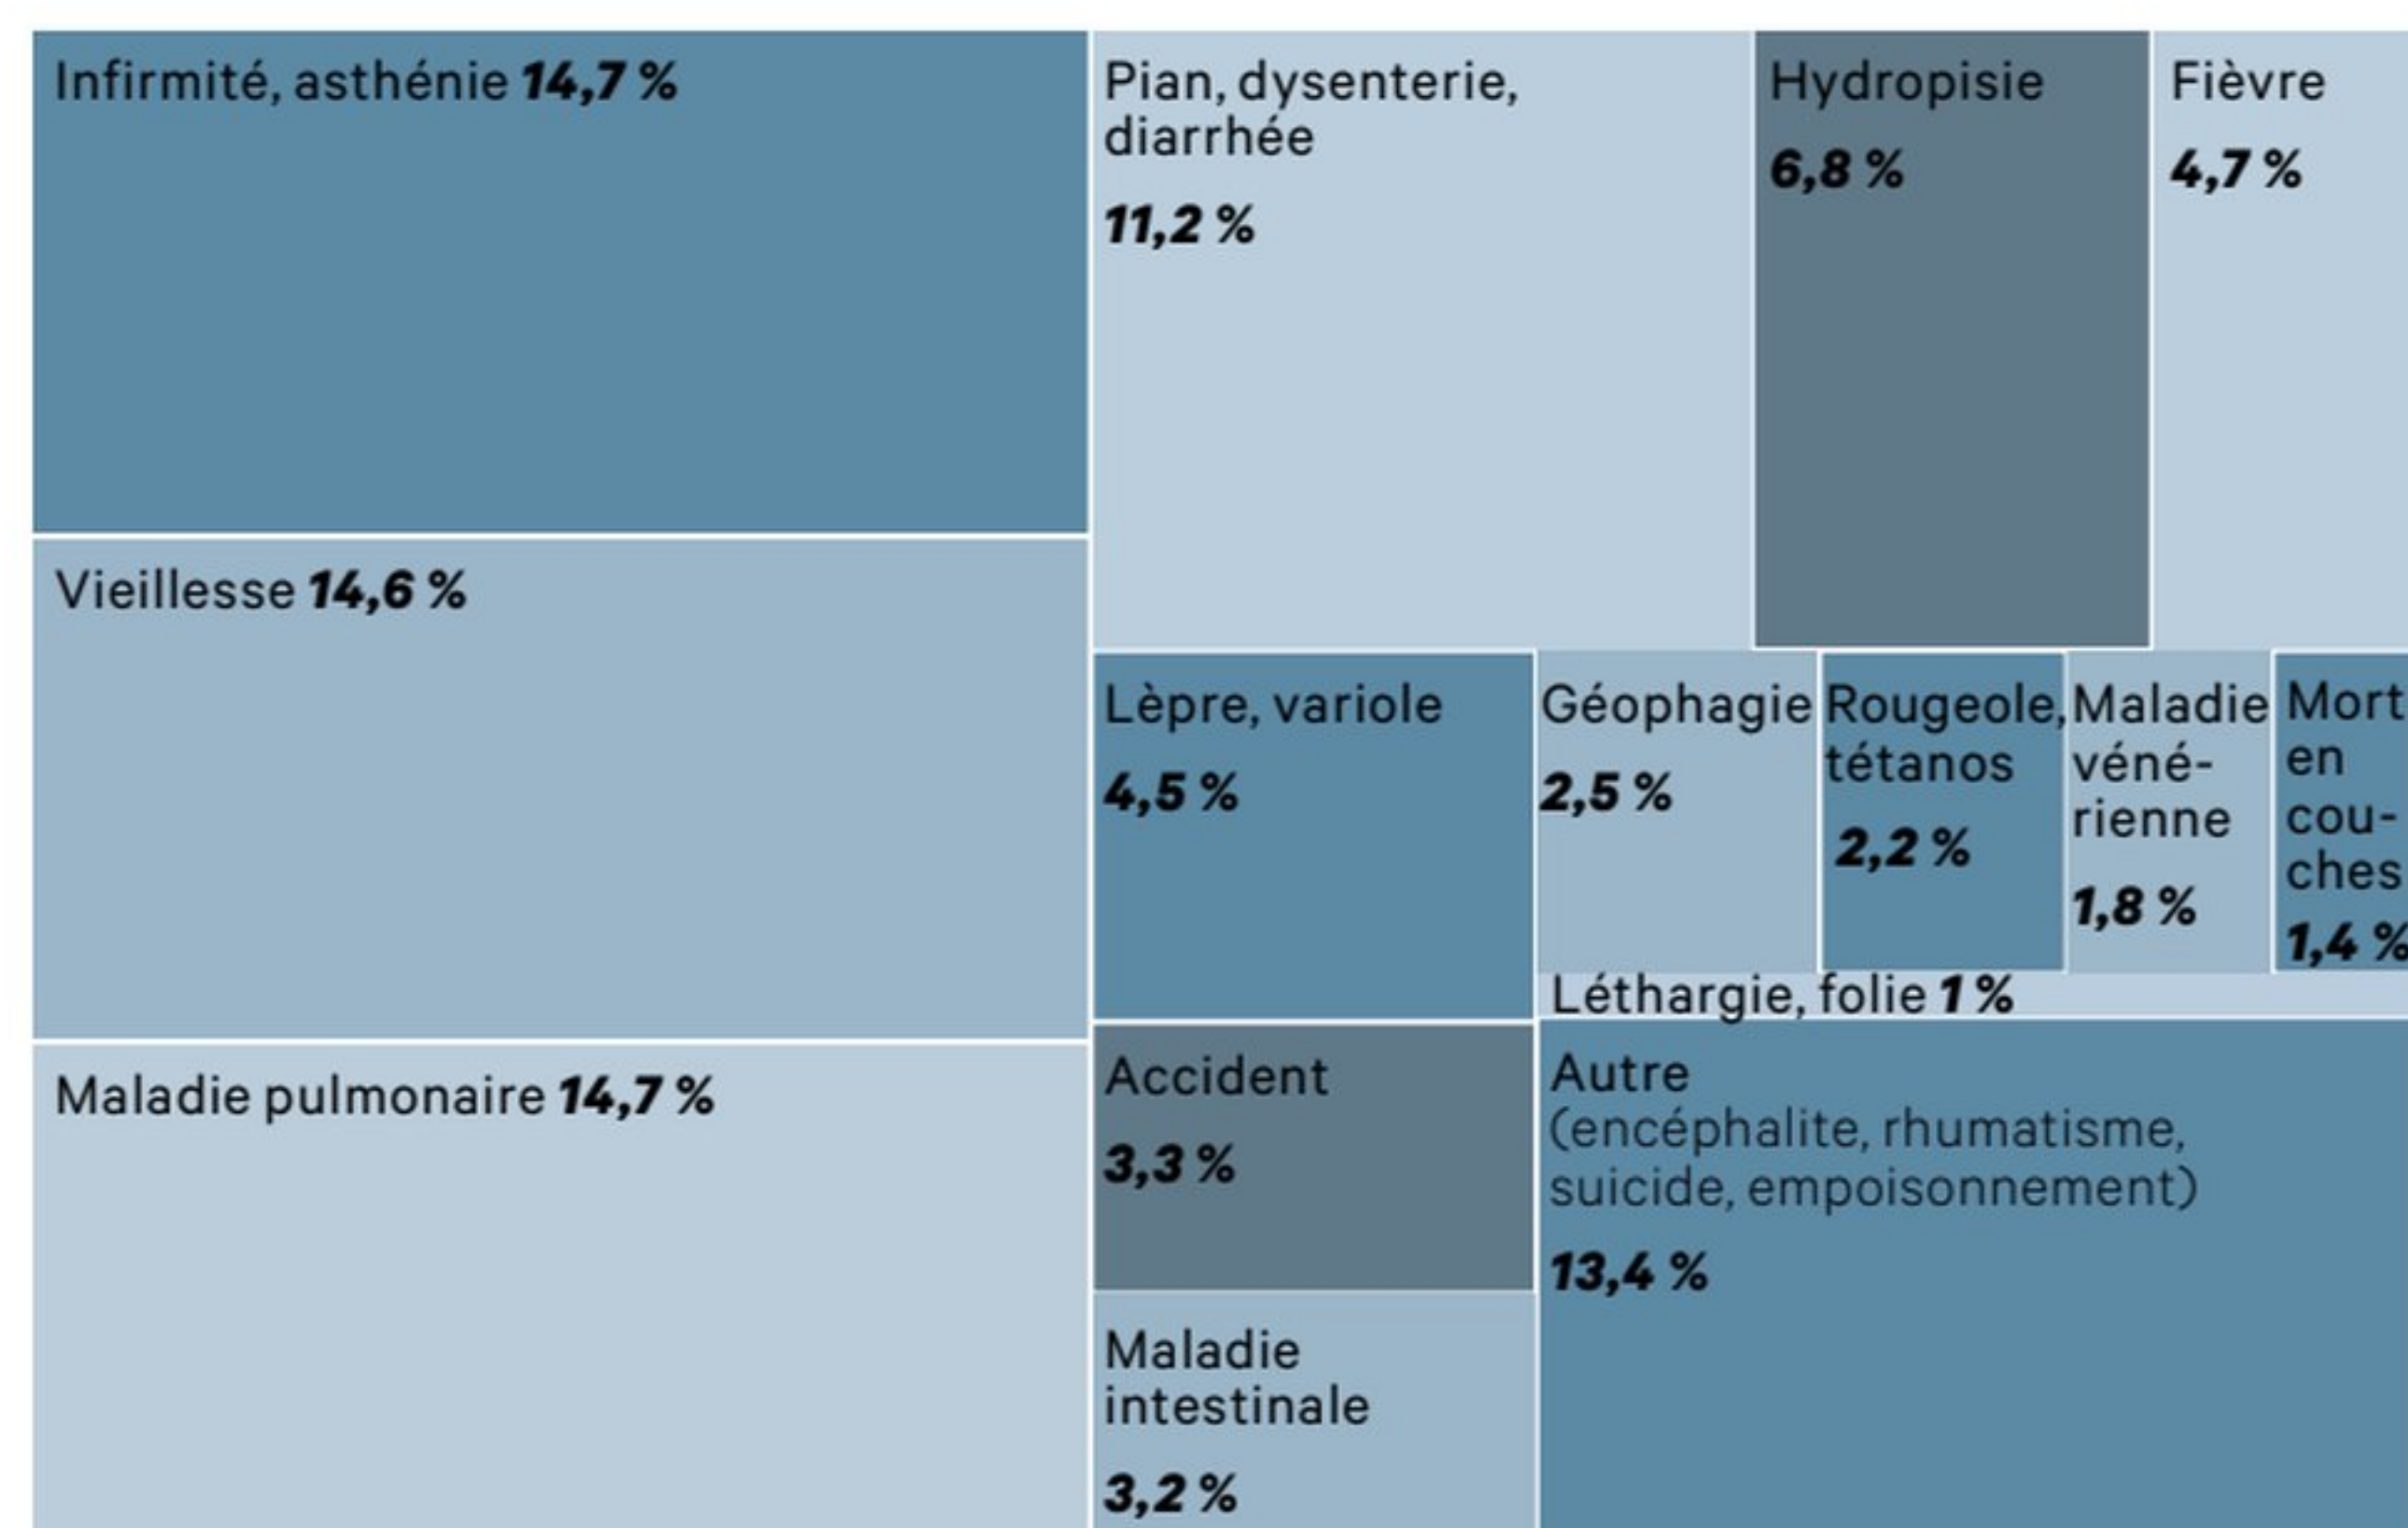 Infirmité, asthénie 14,7 %
Vieillesse 14,6 %
Maladie pulmonaire 14,7 %
Pian, dysenterie,
diarrhée
11,2 %
Hydropisie
6,8 %
Fièvre
4,7 %
Lèpre, variole
4,5 %
Géophagie
2,5 %
Rougeole,
tétanos
2,2 %
Maladie
véné-
rienne
1,8 %
Mort
en
cou-
ches
1,4 %
Léthargie, folie 1 %
Accident
3,3 %
Maladie
intestinale
3,2 %
Autre
(encéphalite, rhumatisme,
suicide, empoisonnement)
13,4 %